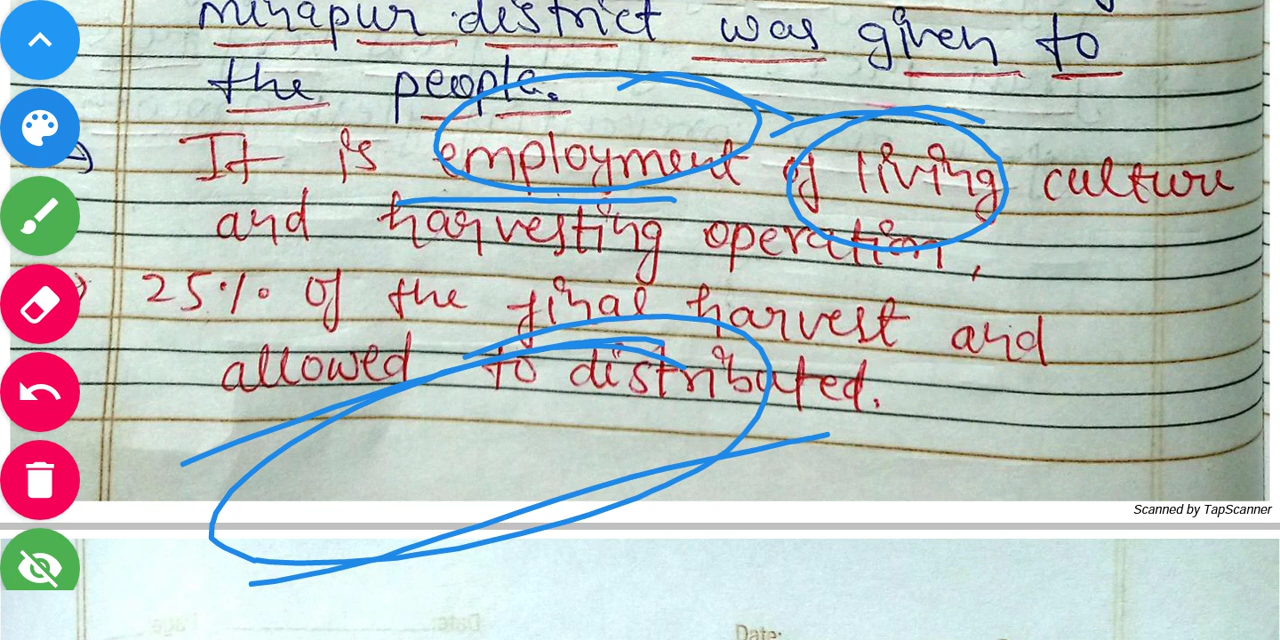 district was given to
the people.
It is employment of living culture
and harvesting operation,
25% of the final harvest and
allowed to distributed.
Scanned by TapScanner
Date: